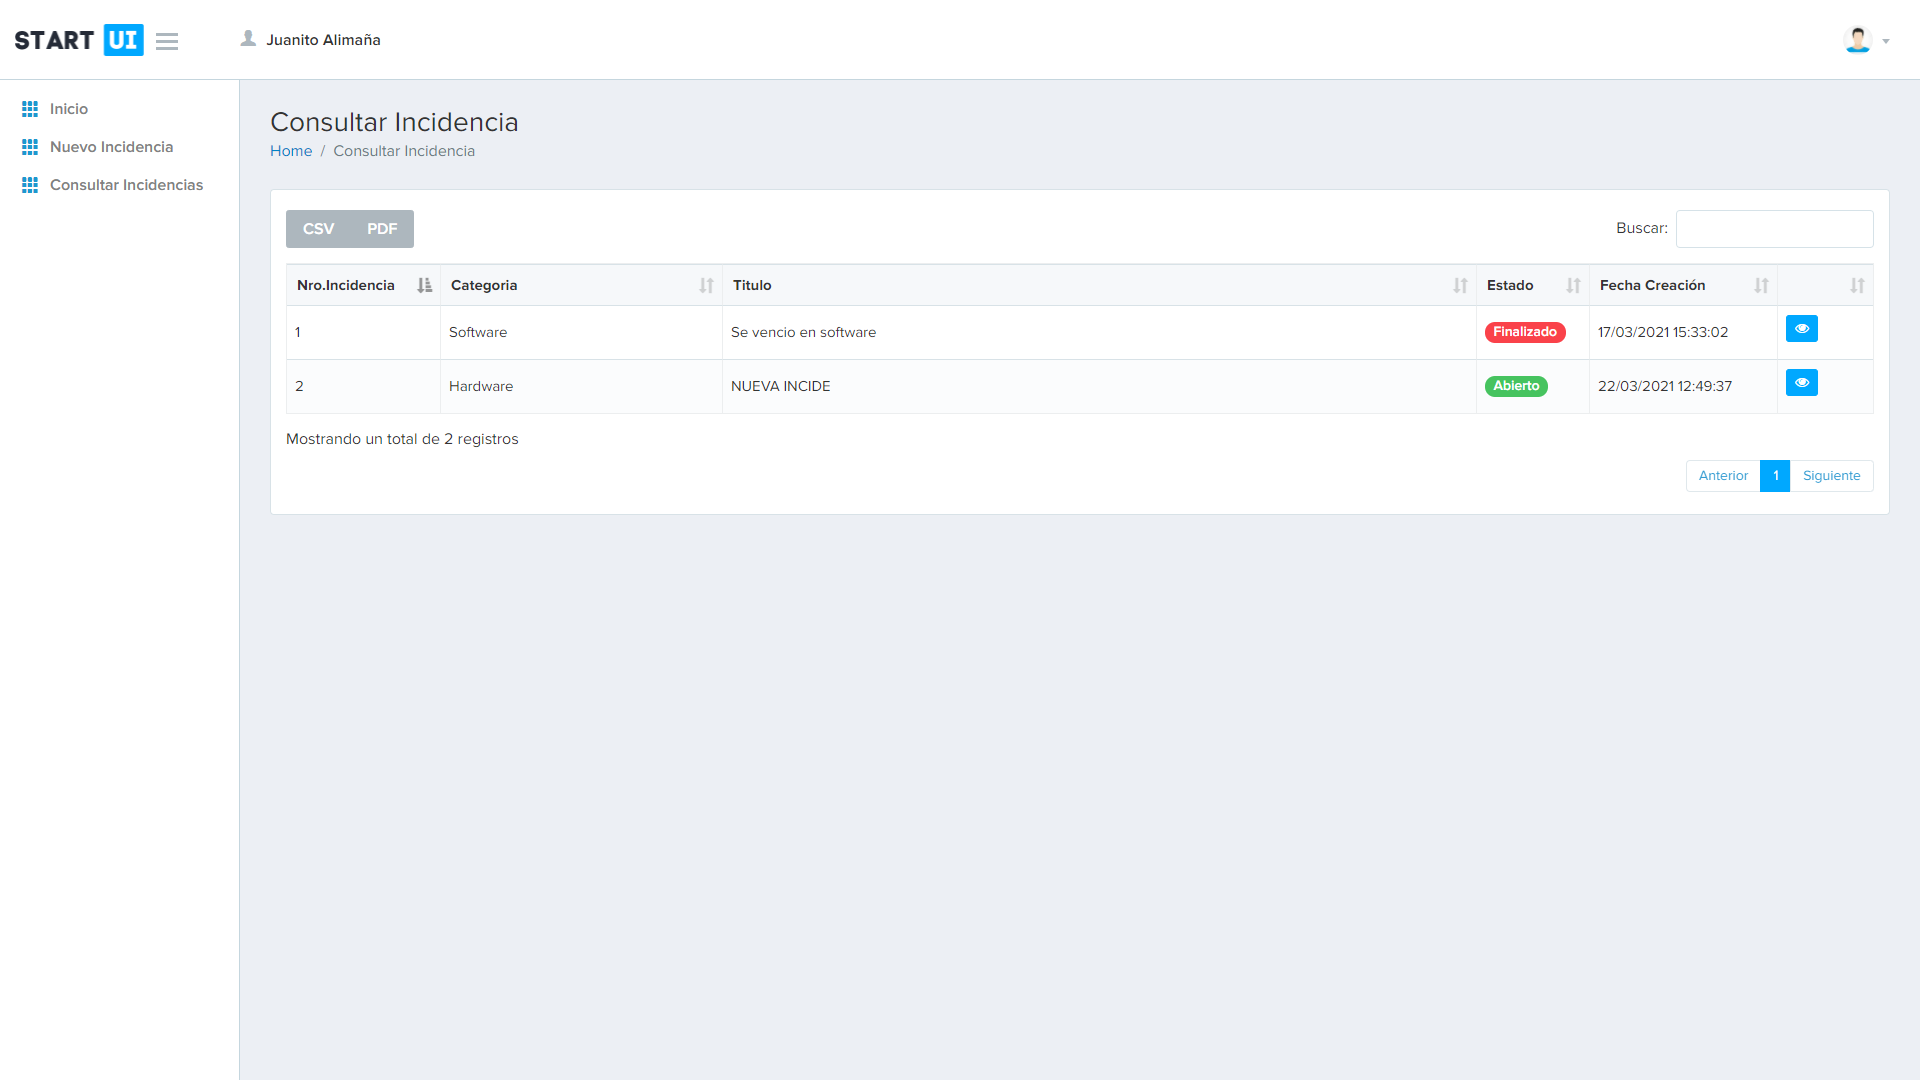 START UI
Juanito Alimaña
Inicio
Nuevo Incidencia
Consultar Incidencias
Consultar Incidencia
Home / Consultar Incidencia
CSV PDF
Buscar:
Nro.Incidencia Categoria Titulo Estado Fecha Creación
1 Software Se vencio en software Finalizado 17/03/2021 15:33:02
2 Hardware NUEVA INCIDE Abierto 22/03/2021 12:49:37
Mostrando un total de 2 registros
Anterior 1 Siguiente